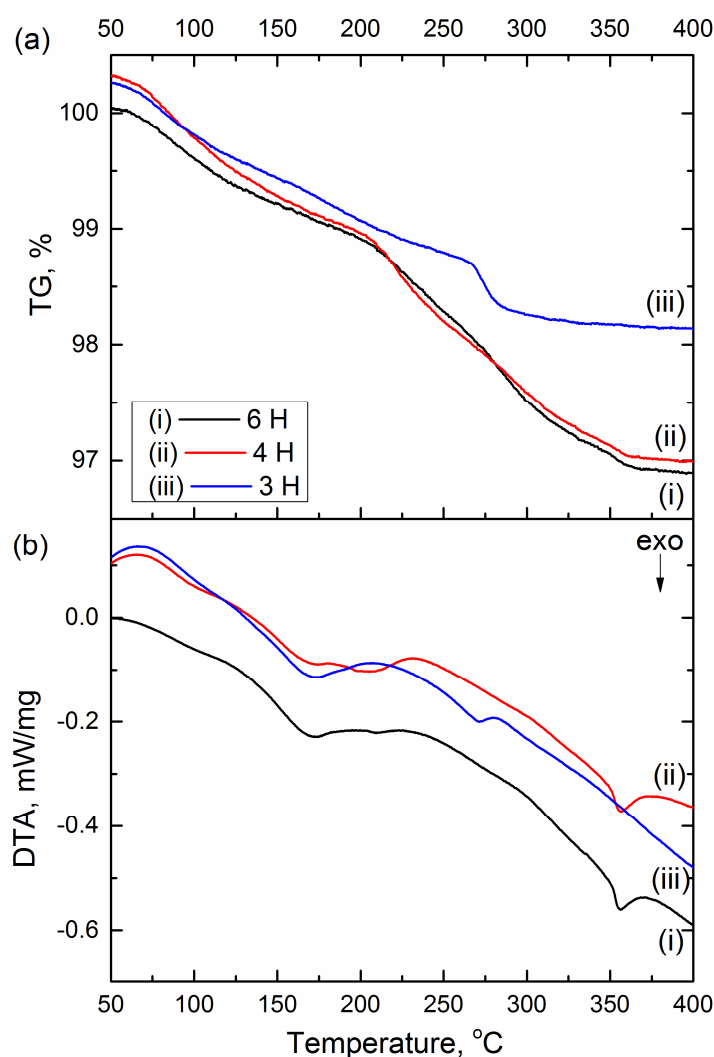 50 100 150 200 250 300 350 400
(a)
100
99
98
97
TG, %
(iii)
(ii)
(i)
(i) 6 H
(ii) 4 H
(iii) 3 H
(b)
exo
0.0
-0.2
-0.4
-0.6
DTA, mW/mg
(ii)
(iii)
(i)
50 100 150 200 250 300 350 400
Temperature, °C